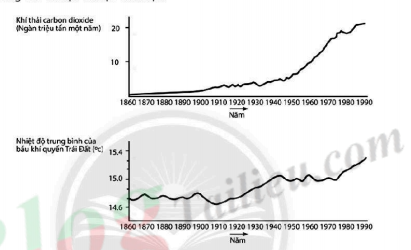 Khí thải carbon dioxide
(Ngàn triệu tấn một năm)
20
10
1860 1870 1880 1890 1900 1910 1920 1930 1940 1950 1960 1970 1980 1990
Năm
Nhiệt độ trung bình của
bầu khí quyển Trái Đất (°c)
15.4
15.0
14.6
1860 1870 1880 1890 1900 1910 1920 1930 1940 1950 1960 1970 1980 1990
Năm
Tailieu.com